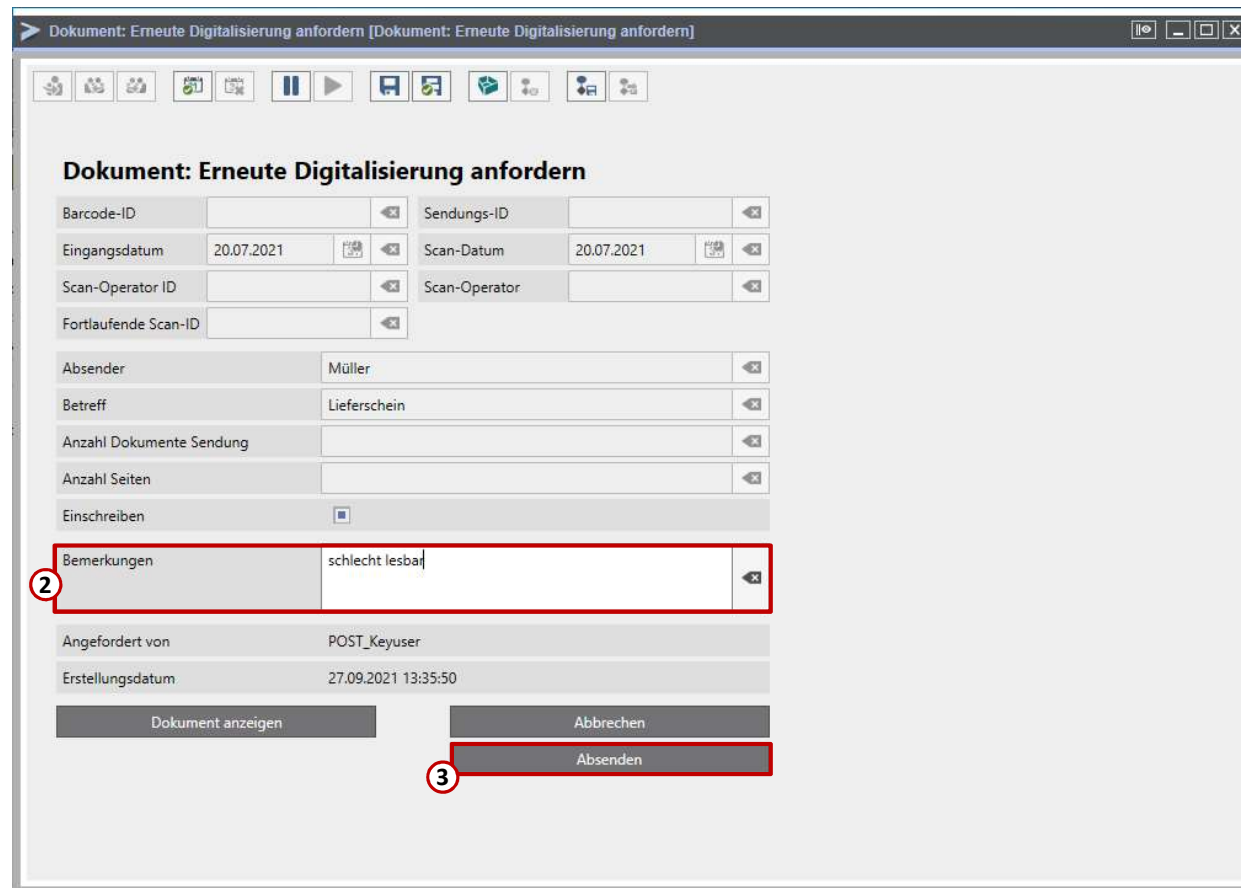 Dokument: Erneute Digitalisierung anfordern [Dokument: Erneute Digitalisierung anfordern]
Dokument: Erneute Digitalisierung anfordern
Barcode-ID Sendungs-ID
Eingangsdatum 20.07.2021 Scan-Datum 20.07.2021
Scan-Operator ID Scan-Operator
Fortlaufende Scan-ID
Absender Müller
Betreff Lieferschein
Anzahl Dokumente Sendung
Anzahl Seiten
Einschreiben
Bemerkungen schlecht lesbar
2
Angefordert von POST_Keyuser
Erstellungsdatum 27.09.2021 13:35:50
Dokument anzeigen Abbrechen
Absenden
3